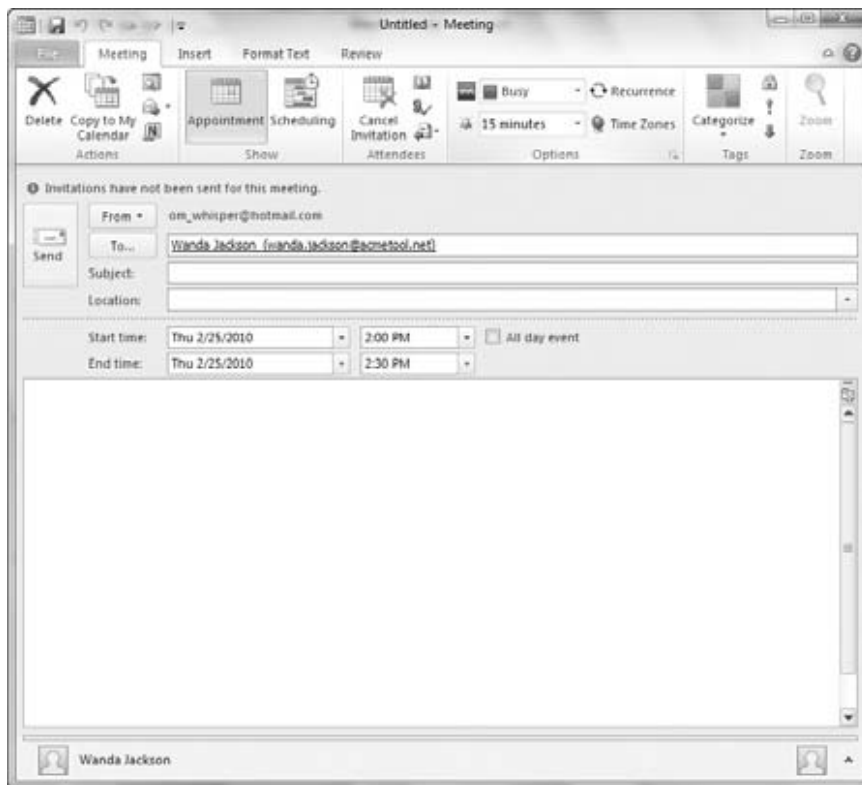 Untitled - Meeting
File Meeting Insert Format Text Review
Delete Copy to My Calendar
Actions
Appointment Scheduling
Show
Cancel Invitation
Attendees
Busy Recurrence
15 minutes Time Zones
Options
Categorize
Tags
Zoom
Zoom
Invitations have not been sent for this meeting.
Send
From om_whisper@hotmail.com
To... Wanda Jackson (wanda.jackson@acmetool.net)
Subject:
Location:
Start time: Thu 2/25/2010 2:00 PM All day event
End time: Thu 2/25/2010 2:30 PM
Wanda Jackson